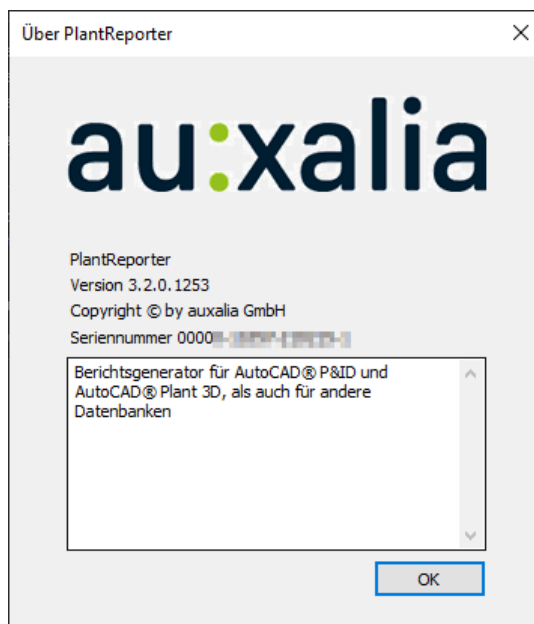 Über PlantReporter
au:xalia
PlantReporter
Version 3.2.0.1253
Copyright © by auxalia GmbH
Seriennummer 0000
Berichtsgenerator für AutoCAD® P&ID und
AutoCAD® Plant 3D, als auch für andere
Datenbanken
OK